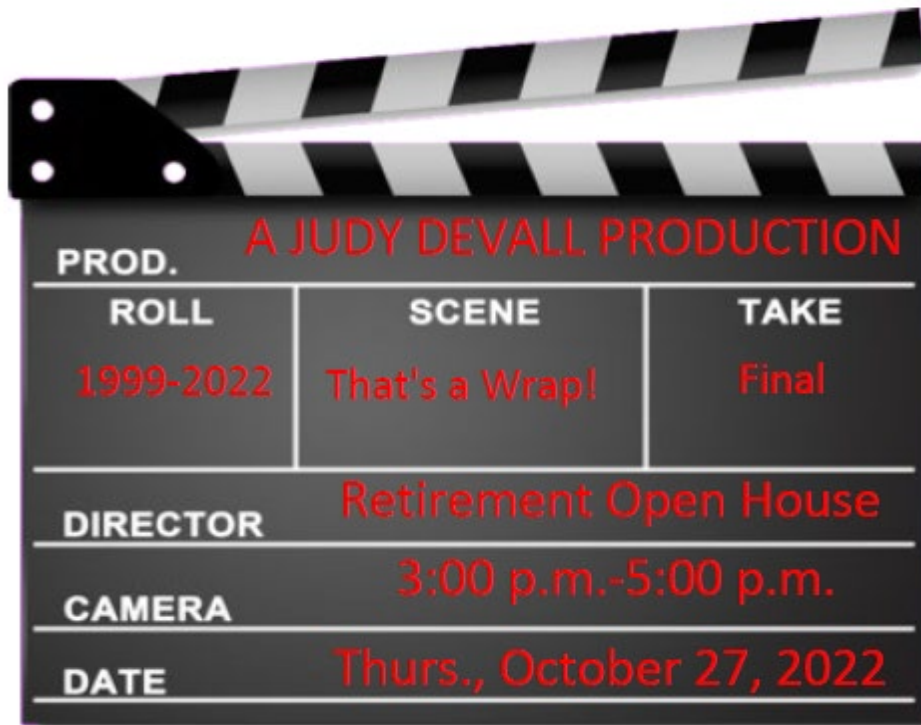 A JUDY DEVALL PRODUCTION
PROD.
ROLL SCENE TAKE
1999-2022 That's a Wrap! Final
Retirement Open House
DIRECTOR
3:00 p.m.-5:00 p.m.
CAMERA
Thurs., October 27, 2022
DATE